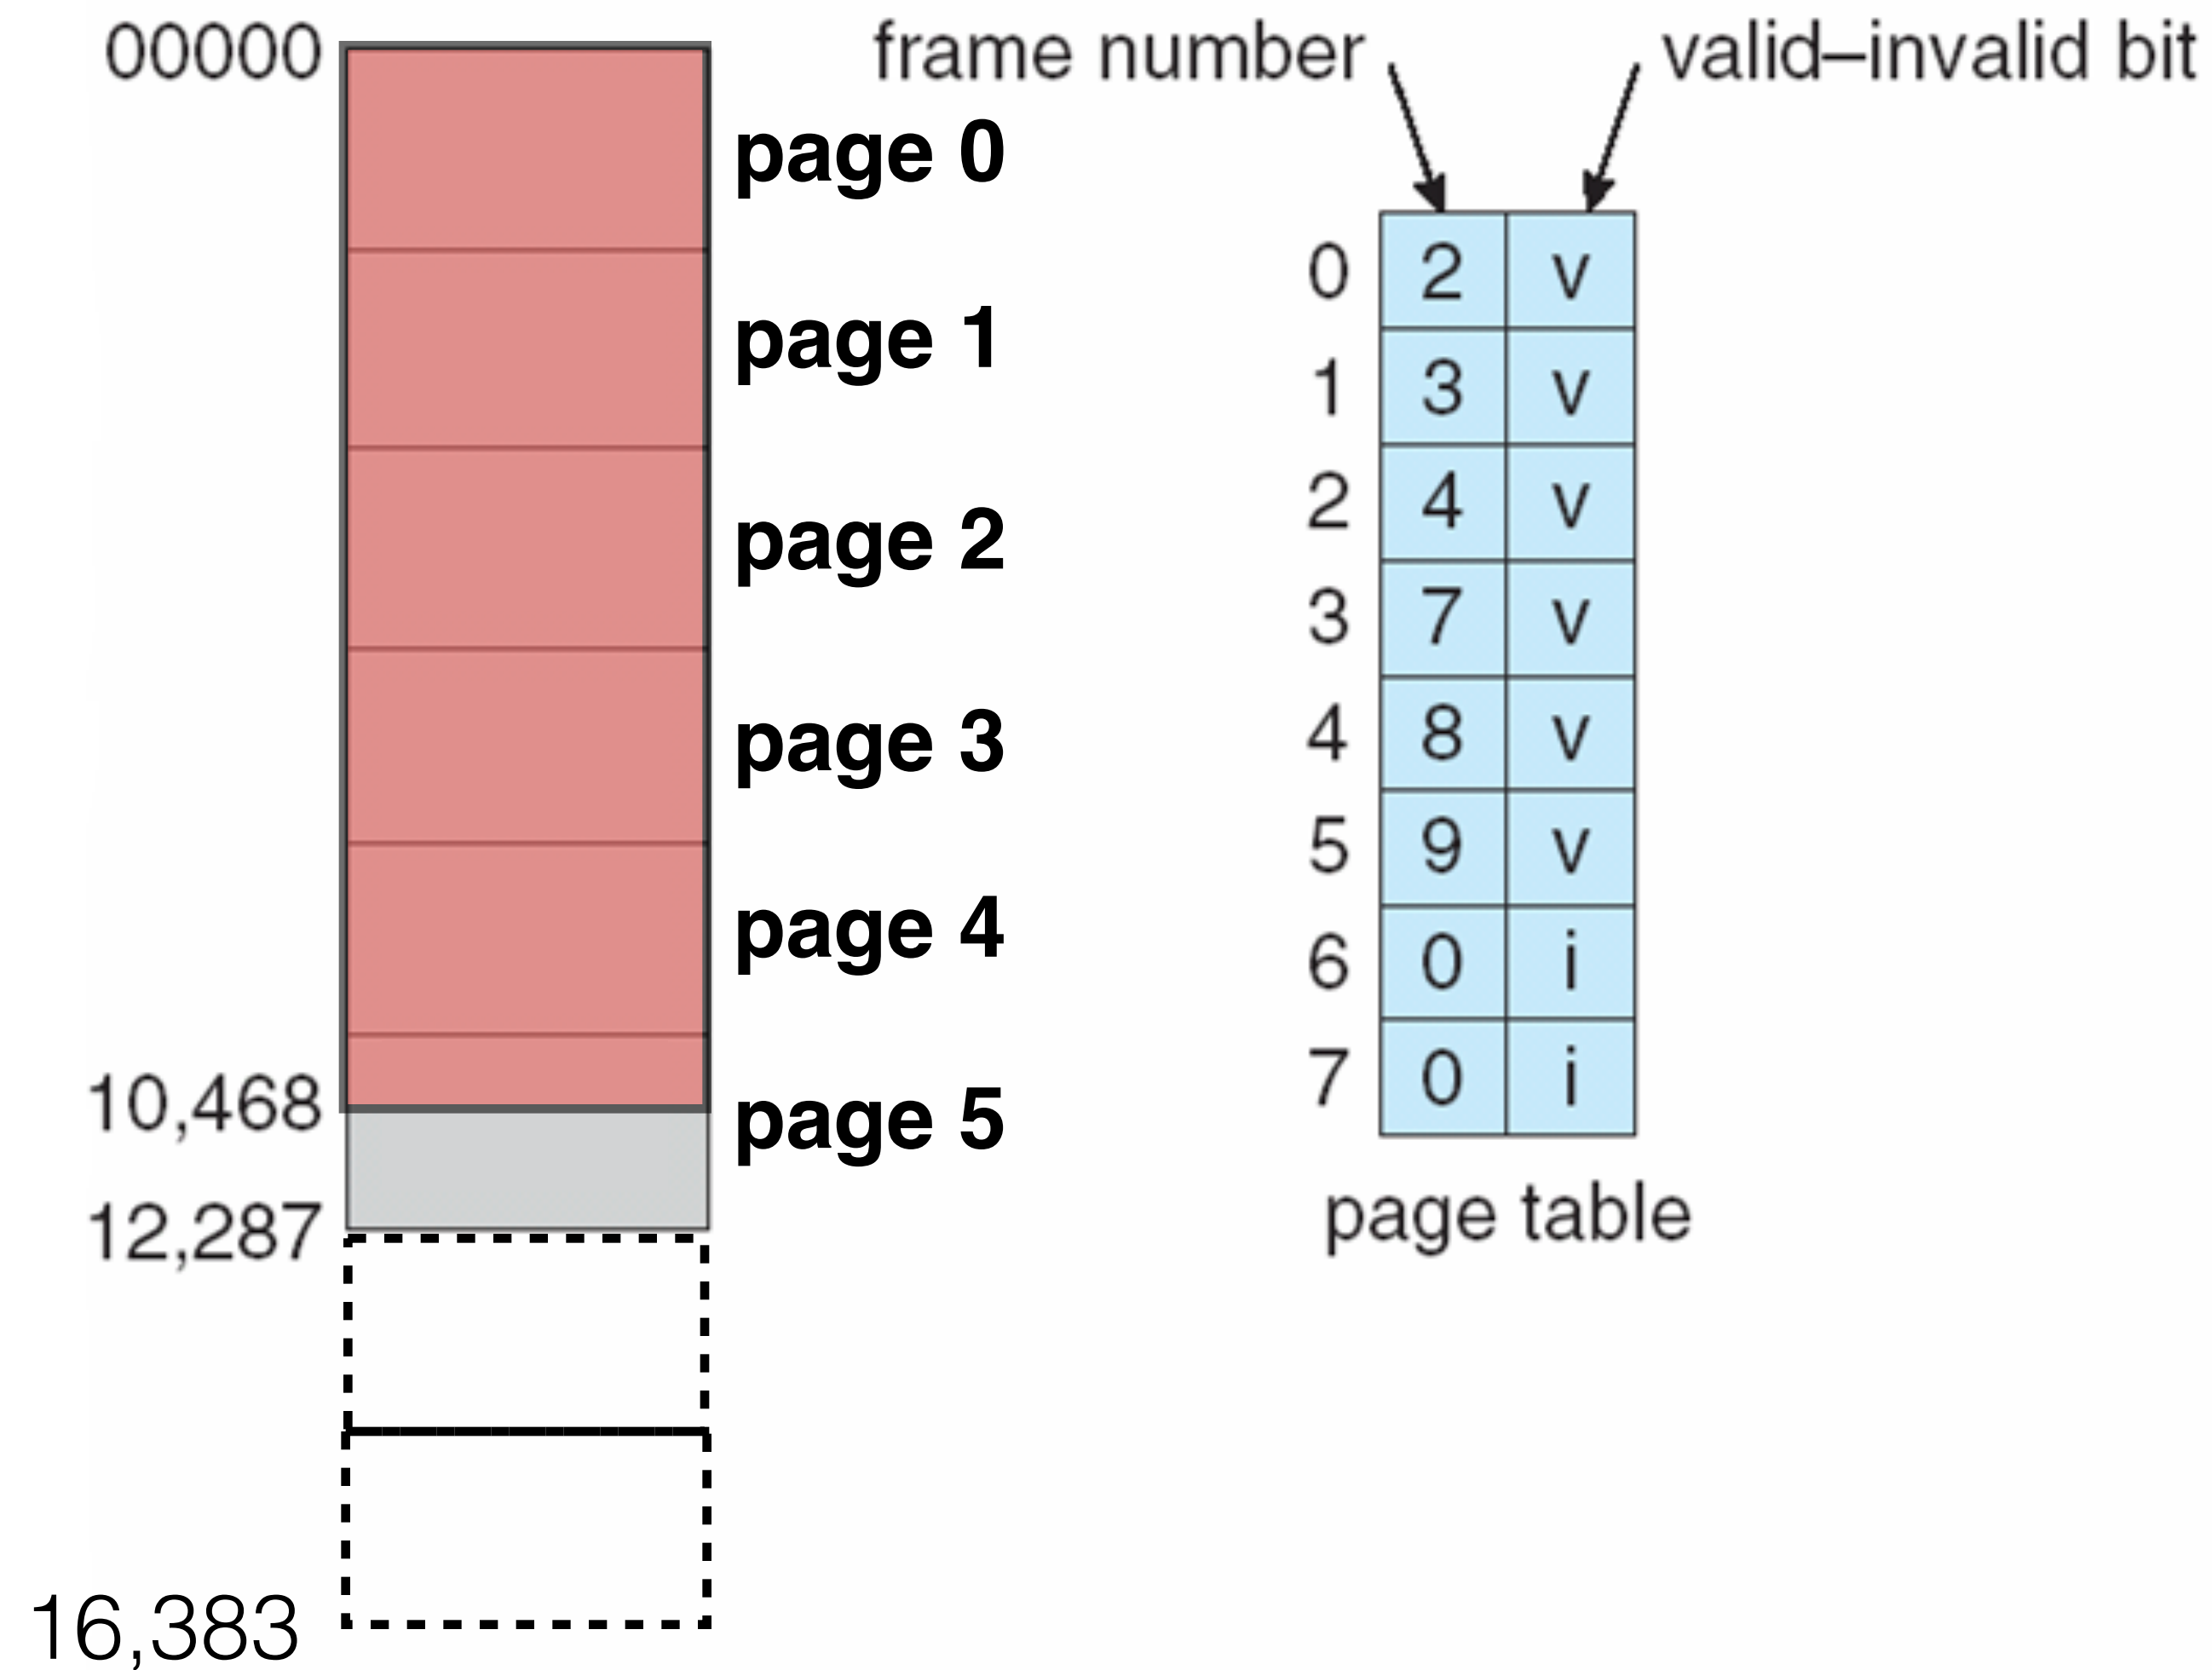 00000
page 0
page 1
page 2
page 3
page 4
10,468
page 5
12,287
16,383
frame number
valid–invalid bit
0 2 v
1 3 v
2 4 v
3 7 v
4 8 v
5 9 v
6 0 i
7 0 i
page table